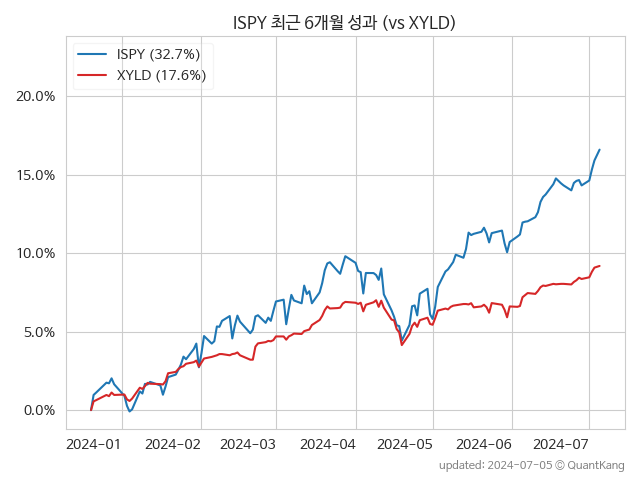 ISPY 최근 6개월 성과 (vs XYLD)
ISPY (32.7%)
XYLD (17.6%)
20.0%
15.0%
10.0%
5.0%
0.0%
2024-01 2024-02 2024-03 2024-04 2024-05 2024-06 2024-07
updated: 2024-07-05 © QuantKang